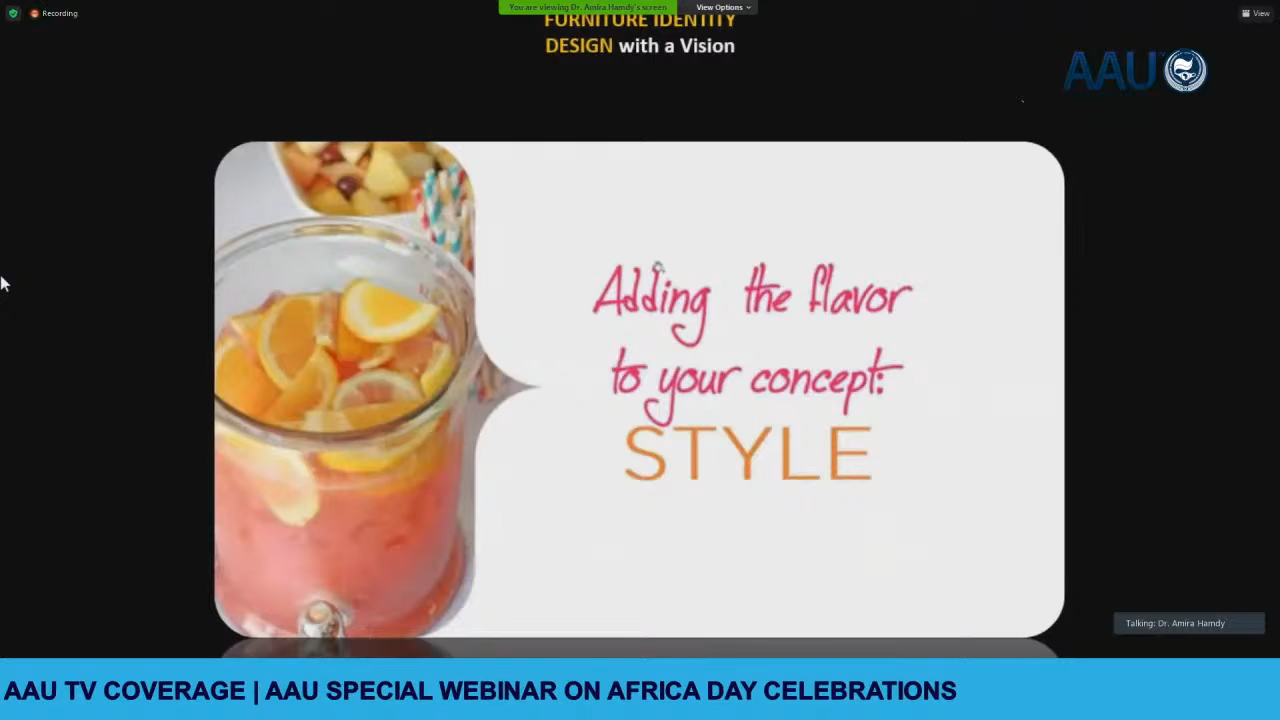 Recording
You are viewing Dr. Amira Hamdy's screen
View Options
View
FURNITURE IDENTITY
DESIGN with a Vision
AAU
Adding the flavor
to your concept:
STYLE
Talking: Dr. Amira Hamdy
AAU TV COVERAGE | AAU SPECIAL WEBINAR ON AFRICA DAY CELEBRATIONS